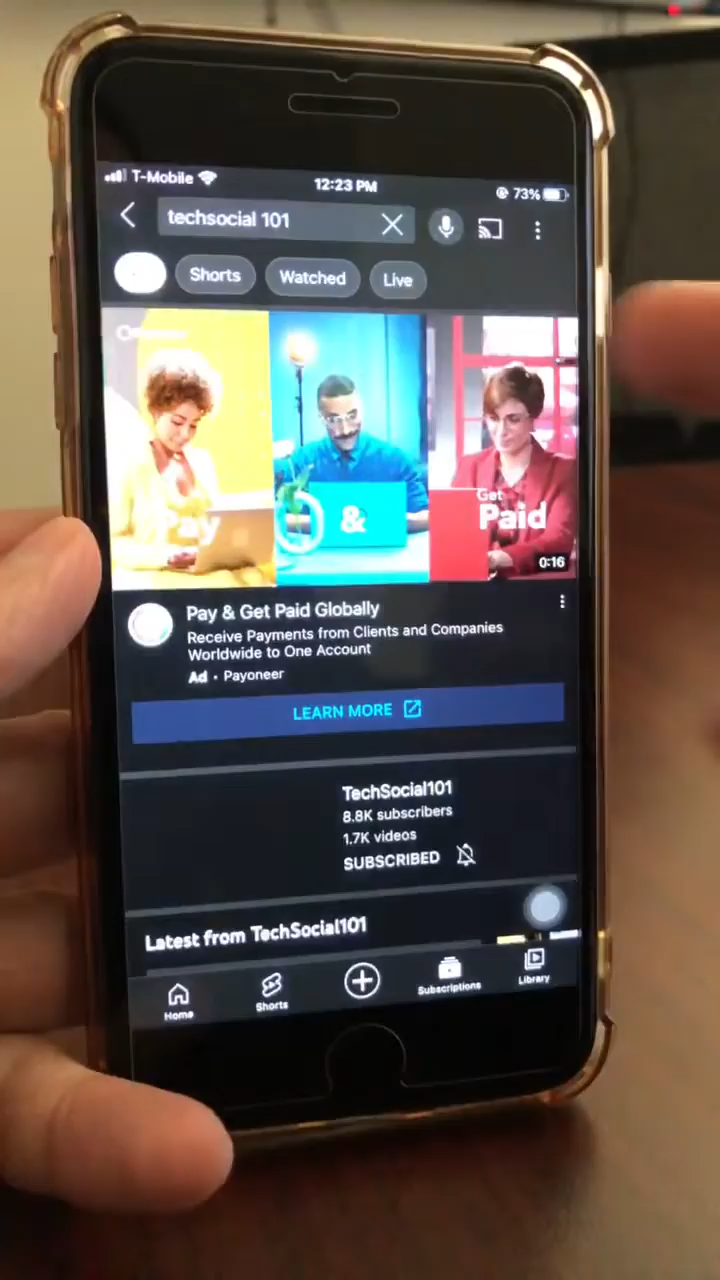 T-Mobile
12:23 PM
73%
techsocial 101
Shorts
Watched
Live
Pay
&
Get
Paid
0:16
Pay & Get Paid Globally
Receive Payments from Clients and Companies
Worldwide to One Account
Ad · Payoneer
LEARN MORE
TechSocial101
8.8K subscribers
1.7K videos
SUBSCRIBED
Latest from TechSocial101
Home
Shorts
Subscriptions
Library